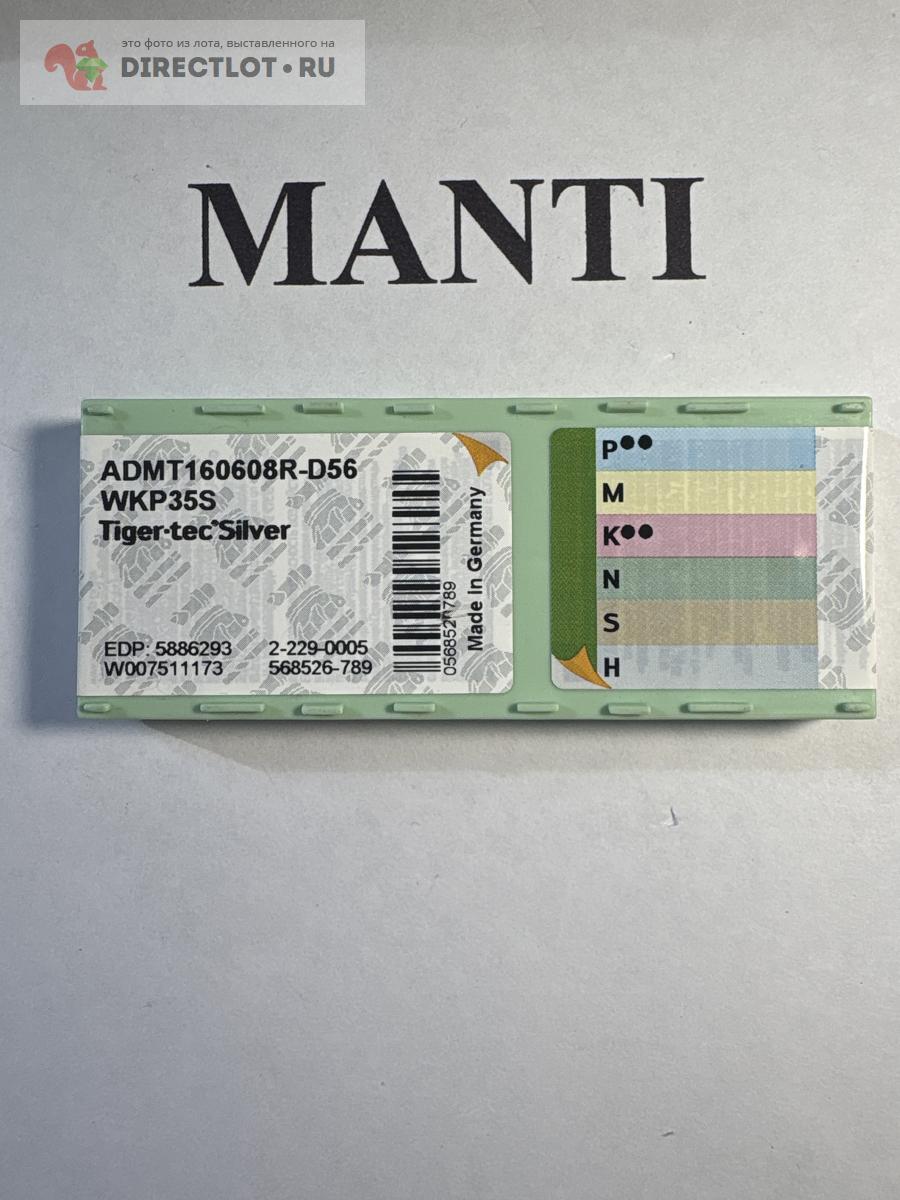 это фото из лота, выставленного на
DIRECTLOT•RU
MANTI
ADMT160608R-D56
WKP35S
Tiger·tec®Silver
EDP: 5886293 2-229-0005
W007511173 568526-789
Made in Germany
P●●
M
K●●
N
S
H